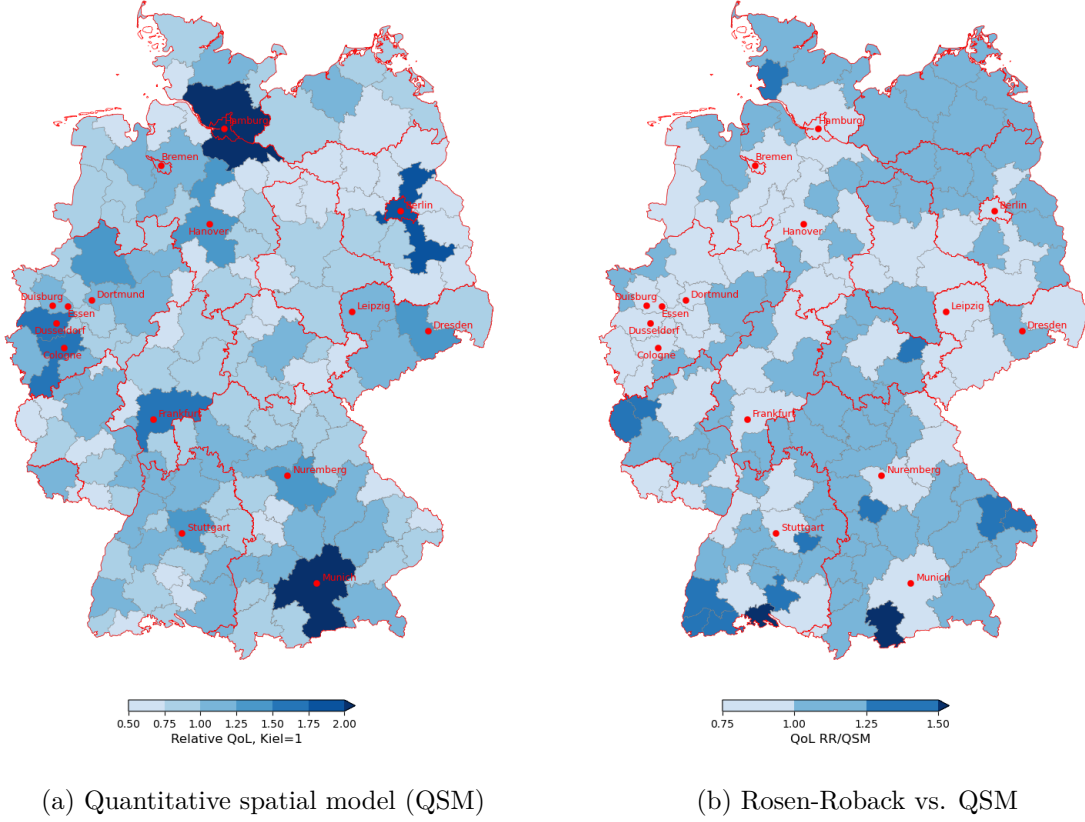 Hamburg
Bremen
Berlin
Hanover
Duisburg
Dortmund
Essen
Dusseldorf
Cologne
Leipzig
Dresden
Frankfurt
Nuremberg
Stuttgart
Munich
0.50 0.75 1.00 1.25 1.50 1.75 2.00
Relative QoL, Kiel=1
(a) Quantitative spatial model (QSM)
Hamburg
Bremen
Berlin
Hanover
Duisburg
Dortmund
Essen
Dusseldorf
Cologne
Leipzig
Dresden
Frankfurt
Nuremberg
Stuttgart
Munich
0.75 1.00 1.25 1.50
QoL RR/QSM
(b) Rosen-Roback vs. QSM